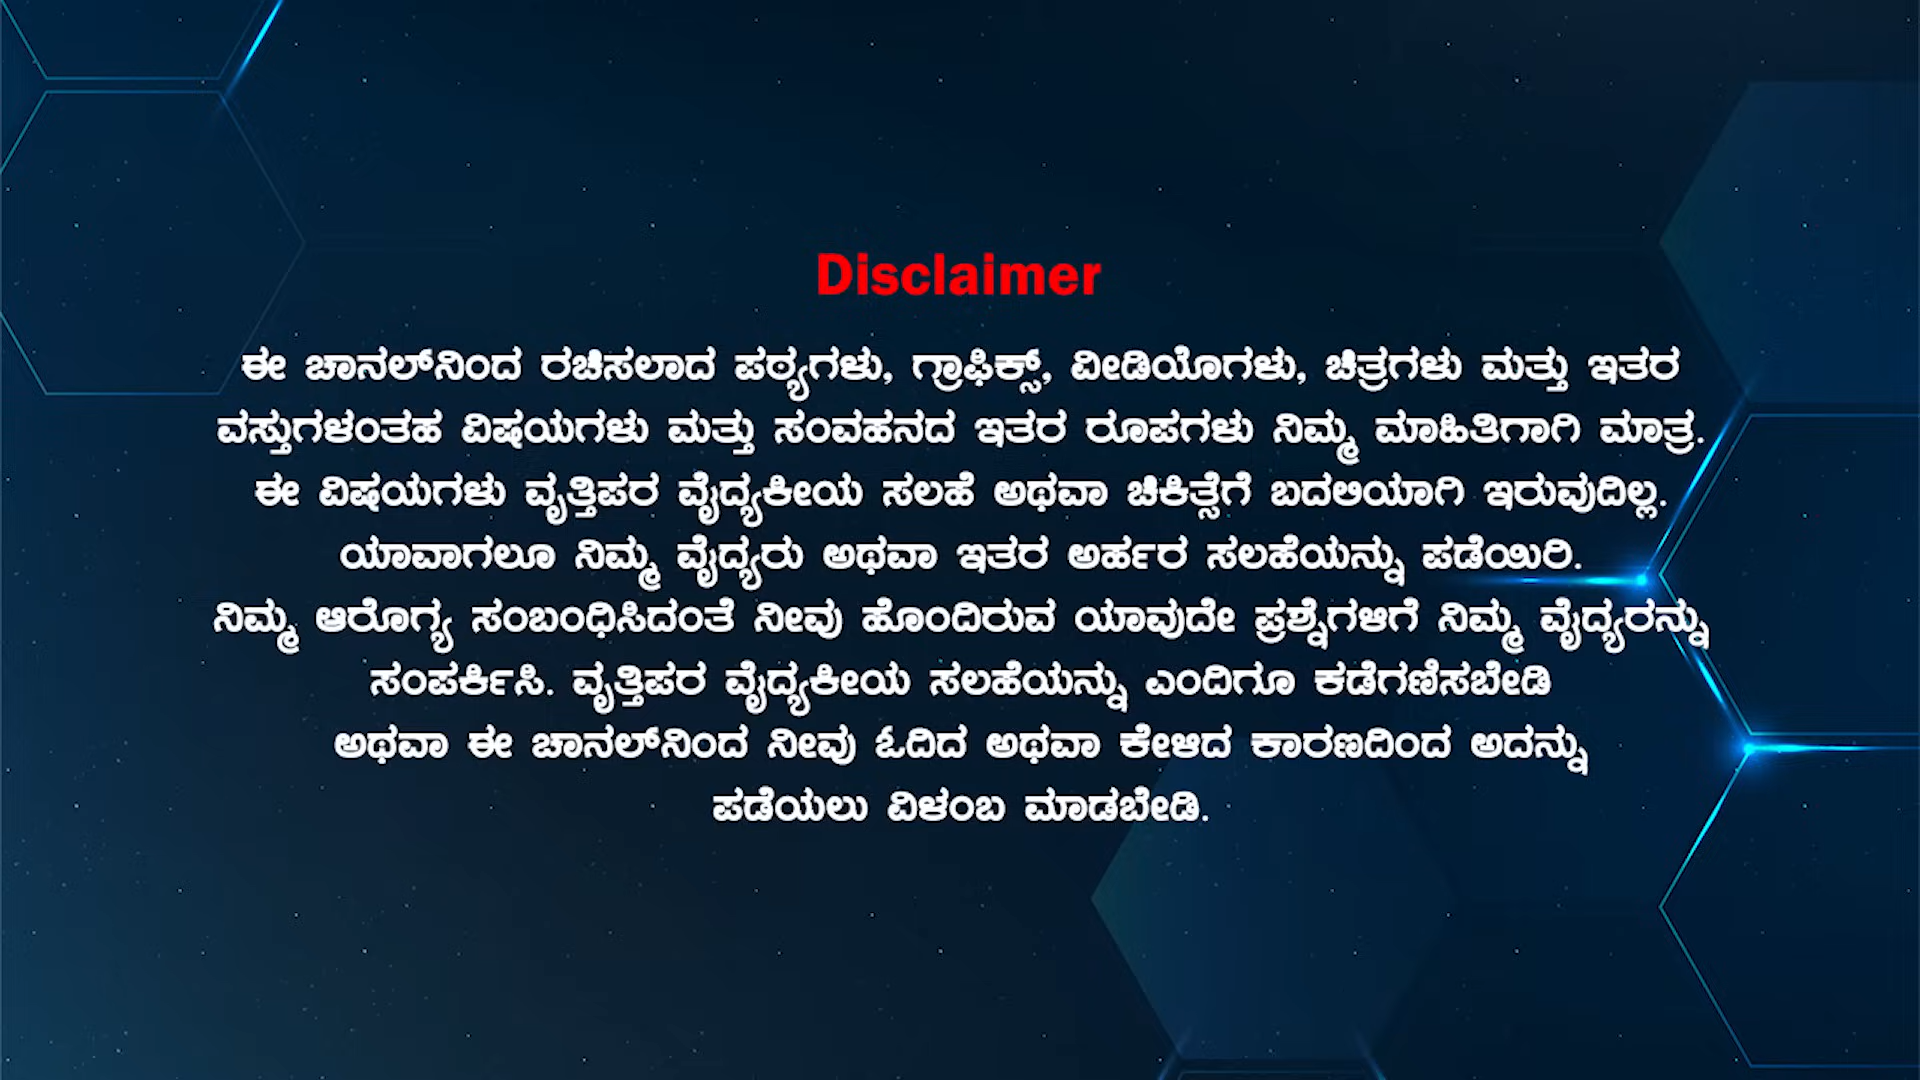 Disclaimer
ಈ ಚಾನಲ್‌ನಿಂದ ರಚಿಸಲಾದ ಪಠ್ಯಗಳು, ಗ್ರಾಫಿಕ್ಸ್, ವೀಡಿಯೊಗಳು, ಚಿತ್ರಗಳು ಮತ್ತು ಇತರ
ವಸ್ತುಗಳಂತಹ ವಿಷಯಗಳು ಮತ್ತು ಸಂವಹನದ ಇತರ ರೂಪಗಳು ನಿಮ್ಮ ಮಾಹಿತಿಗಾಗಿ ಮಾತ್ರ.
ಈ ವಿಷಯಗಳು ವೃತ್ತಿಪರ ವೈದ್ಯಕೀಯ ಸಲಹೆ ಅಥವಾ ಚಿಕಿತ್ಸೆಗೆ ಬದಲಿಯಾಗಿ ಇರುವುದಿಲ್ಲ.
ಯಾವಾಗಲೂ ನಿಮ್ಮ ವೈದ್ಯರು ಅಥವಾ ಇತರ ಅರ್ಹರ ಸಲಹೆಯನ್ನು ಪಡೆಯಿರಿ.
ನಿಮ್ಮ ಆರೊಗ್ಯ ಸಂಬಂಧಿಸಿದಂತೆ ನೀವು ಹೊಂದಿರುವ ಯಾವುದೇ ಪ್ರಶ್ನೆಗಳಿಗೆ ನಿಮ್ಮ ವೈದ್ಯರನ್ನು
ಸಂಪರ್ಕಿಸಿ. ವೃತ್ತಿಪರ ವೈದ್ಯಕೀಯ ಸಲಹೆಯನ್ನು ಎಂದಿಗೂ ಕಡೆಗಣಿಸಬೇಡಿ
ಅಥವಾ ಈ ಚಾನಲ್‌ನಿಂದ ನೀವು ಓದಿದ ಅಥವಾ ಕೇಳಿದ ಕಾರಣದಿಂದ ಅದನ್ನು
ಪಡೆಯಲು ವಿಳಂಬ ಮಾಡಬೇಡಿ.